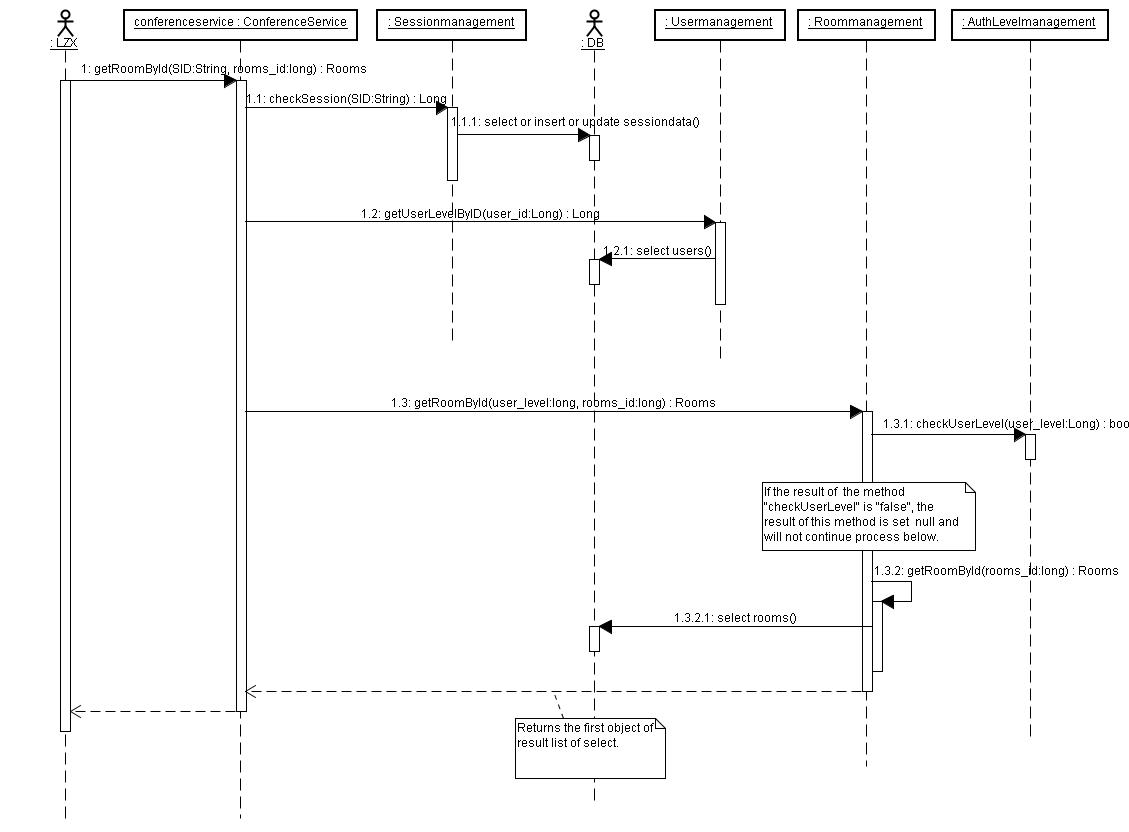 : LZX
conferenceservice : ConferenceService
: Sessionmanagement
: DB
: Usermanagement
: Roommanagement
: AuthLevelmanagement
1: getRoomById(SID:String, rooms_id:long) : Rooms
1.1: checkSession(SID:String) : Long
1.1.1: select or insert or update sessiondata()
1.2: getUserLevelByID(user_id:Long) : Long
1.2.1: select users()
1.3: getRoomById(user_level:long, rooms_id:long) : Rooms
1.3.1: checkUserLevel(user_level:Long) : boo
If the result of the method
"checkUserLevel" is "false", the
result of this method is set null and
will not continue process below.
1.3.2: getRoomById(rooms_id:long) : Rooms
1.3.2.1: select rooms()
Returns the first object of
result list of select.